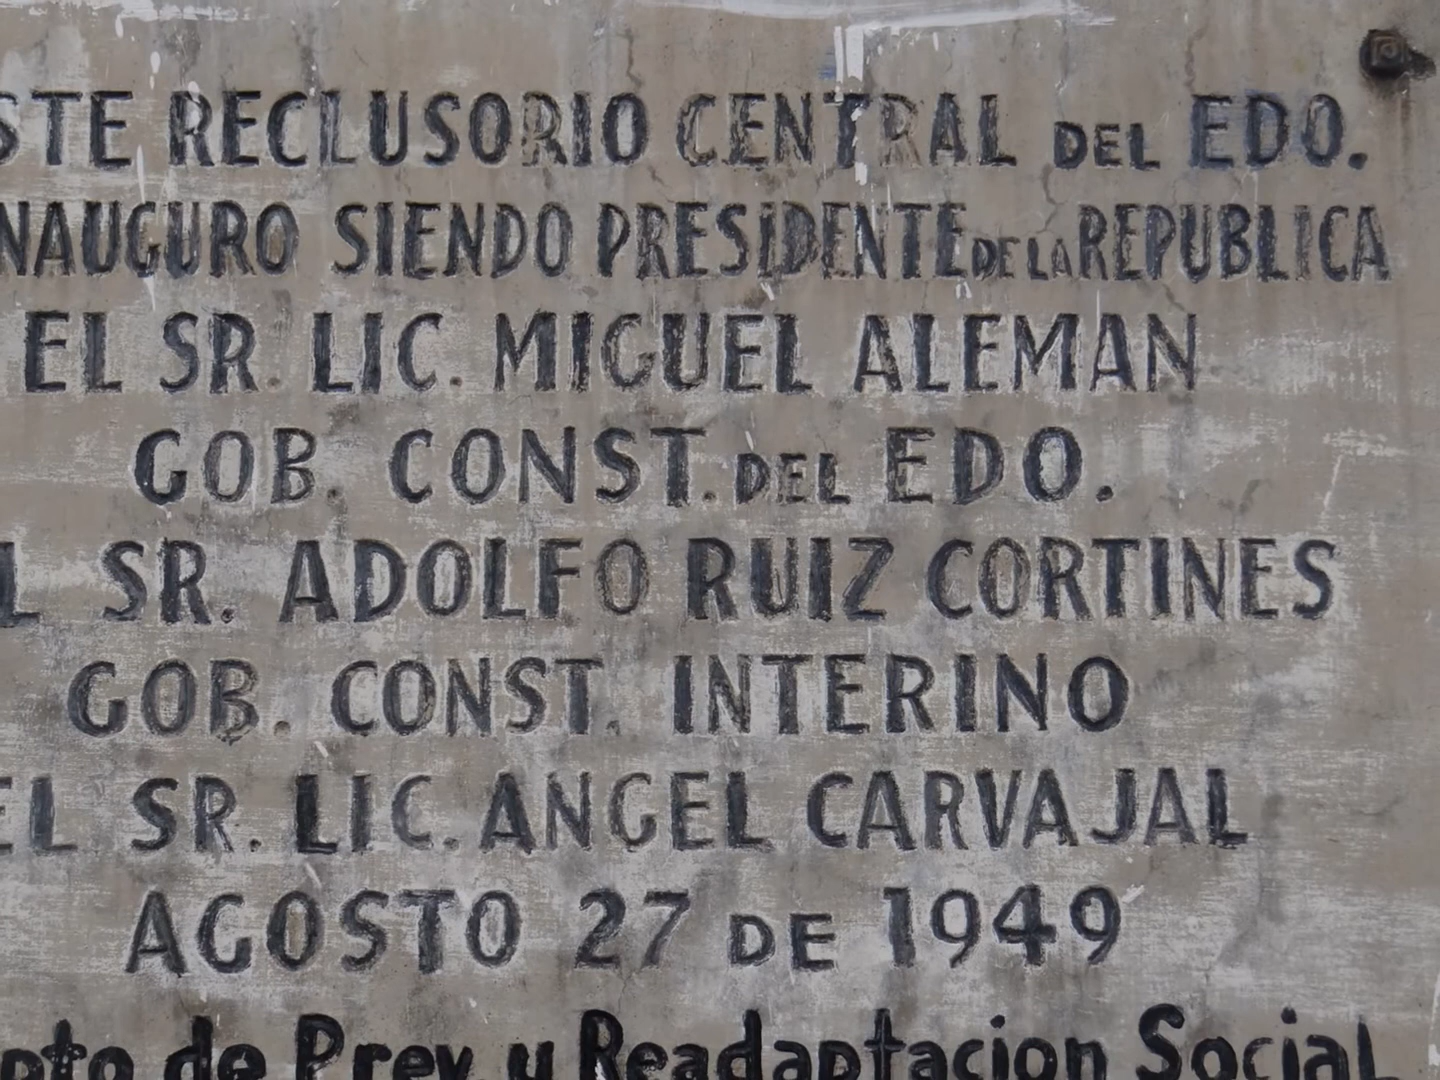 STE RECLUSORIO CENTRAL DEL EDO.
NAUGURO SIENDO PRESIDENTE DE LA REPUBLICA
EL SR. LIC. MIGUEL ALEMAN
GOB. CONST. DEL EDO.
L SR. ADOLFO RUIZ CORTINES
GOB. CONST. INTERINO
EL SR. LIC. ANGEL CARVAJAL
AGOSTO 27 DE 1949
pto de Prev. y Readaptacion Social